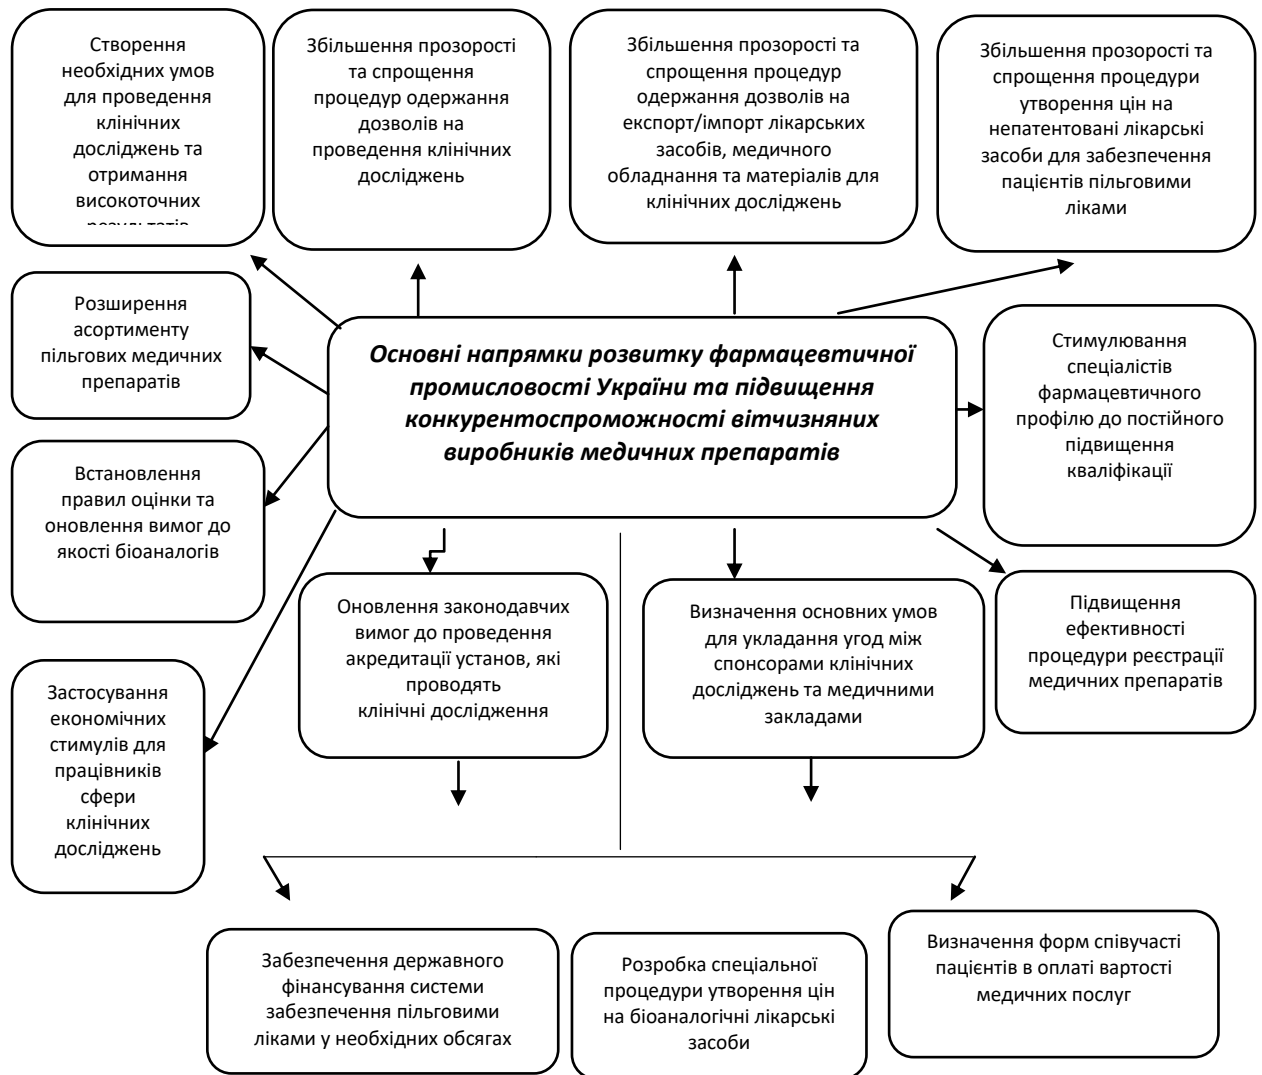 Створення
необхідних умов
для проведення
клінічних
досліджень та
отримання
високоточних
Збільшення прозорості
та спрощення
процедур одержання
дозволів на
проведення клінічних
досліджень
Збільшення прозорості та
спрощення процедур
одержання дозволів на
експорт/імпорт лікарських
засобів, медичного
обладнання та матеріалів для
клінічних досліджень
Збільшення прозорості та
спрощення процедури
утворення цін на
непатентовані лікарські
засоби для забезпечення
пацієнтів пільговими
ліками
Розширення
асортименту
пільгових медичних
препаратів
Основні напрямки розвитку фармацевтичної
промисловості України та підвищення
конкурентоспроможності вітчизняних
виробників медичних препаратів
Стимулювання
спеціалістів
фармацевтичного
профілю до постійного
підвищення
кваліфікації
Встановлення
правил оцінки та
оновлення вимог до
якості біоаналогів
Оновлення законодавчих
вимог до проведення
акредитації установ, які
проводять
клінічні дослідження
Визначення основних умов
для укладання угод між
спонсорами клінічних
досліджень та медичними
закладами
Підвищення
ефективності
процедури реєстрації
медичних препаратів
Застосування
економічних
стимулів для
працівників
сфери
клінічних
досліджень
Забезпечення державного
фінансування системи
забезпечення пільговими
ліками у необхідних обсягах
Розробка спеціальної
процедури утворення цін
на біоаналогічні лікарські
засоби
Визначення форм співучасті
пацієнтів в оплаті вартості
медичних послуг